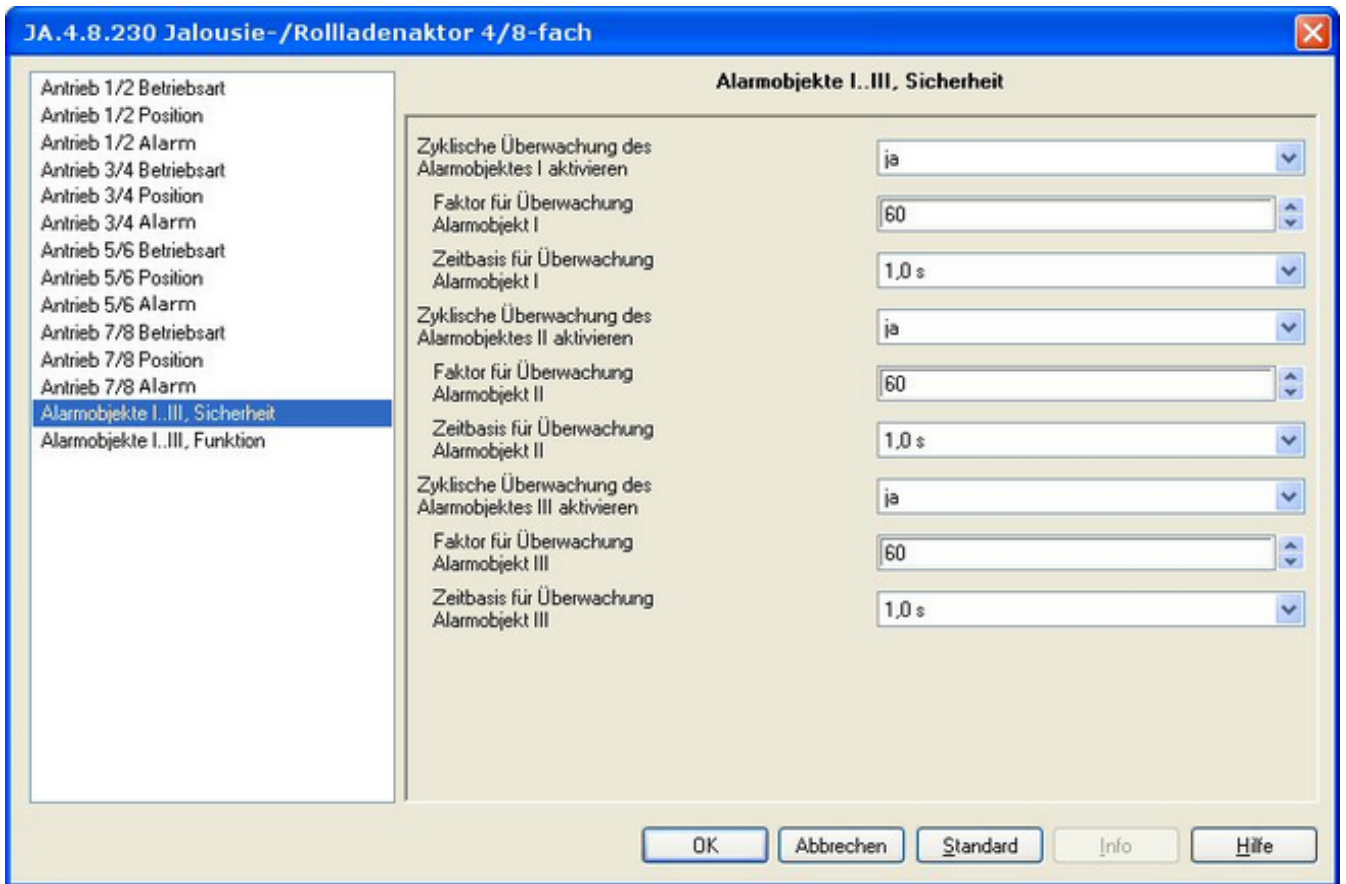 JA.4.8.230 Jalousie-/Rollladenaktor 4/8-fach
Antrieb 1/2 Betriebsart
Antrieb 1/2 Position
Antrieb 1/2 Alarm
Antrieb 3/4 Betriebsart
Antrieb 3/4 Position
Antrieb 3/4 Alarm
Antrieb 5/6 Betriebsart
Antrieb 5/6 Position
Antrieb 5/6 Alarm
Antrieb 7/8 Betriebsart
Antrieb 7/8 Position
Antrieb 7/8 Alarm
Alarmobjekte I..III, Sicherheit
Alarmobjekte I..III, Funktion
Alarmobjekte I..III, Sicherheit
Zyklische Überwachung des
Alarmobjektes I aktivieren
ja
Faktor für Überwachung
Alarmobjekt I
60
Zeitbasis für Überwachung
Alarmobjekt I
1,0 s
Zyklische Überwachung des
Alarmobjektes II aktivieren
ja
Faktor für Überwachung
Alarmobjekt II
60
Zeitbasis für Überwachung
Alarmobjekt II
1,0 s
Zyklische Überwachung des
Alarmobjektes III aktivieren
ja
Faktor für Überwachung
Alarmobjekt III
60
Zeitbasis für Überwachung
Alarmobjekt III
1,0 s
OK
Abbrechen
Standard
Info
Hilfe